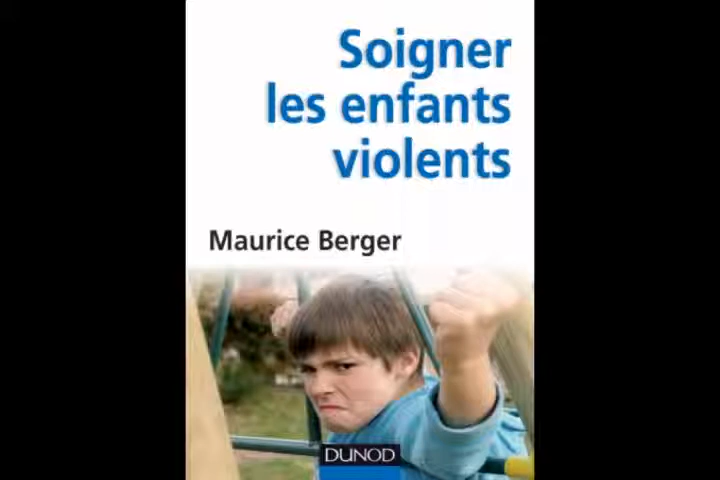 Soigner
les enfants
violents
Maurice Berger
DUNOD